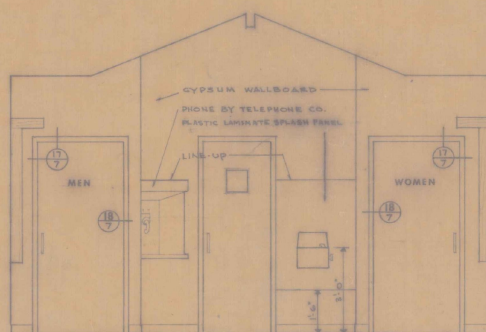 GYPSUM WALLBOARD
PHONE BY TELEPHONE CO.
PLASTIC LAMINATE SPLASH PANEL
LINE-UP
17
7
17
7
MEN
WOMEN
18
7
18
7